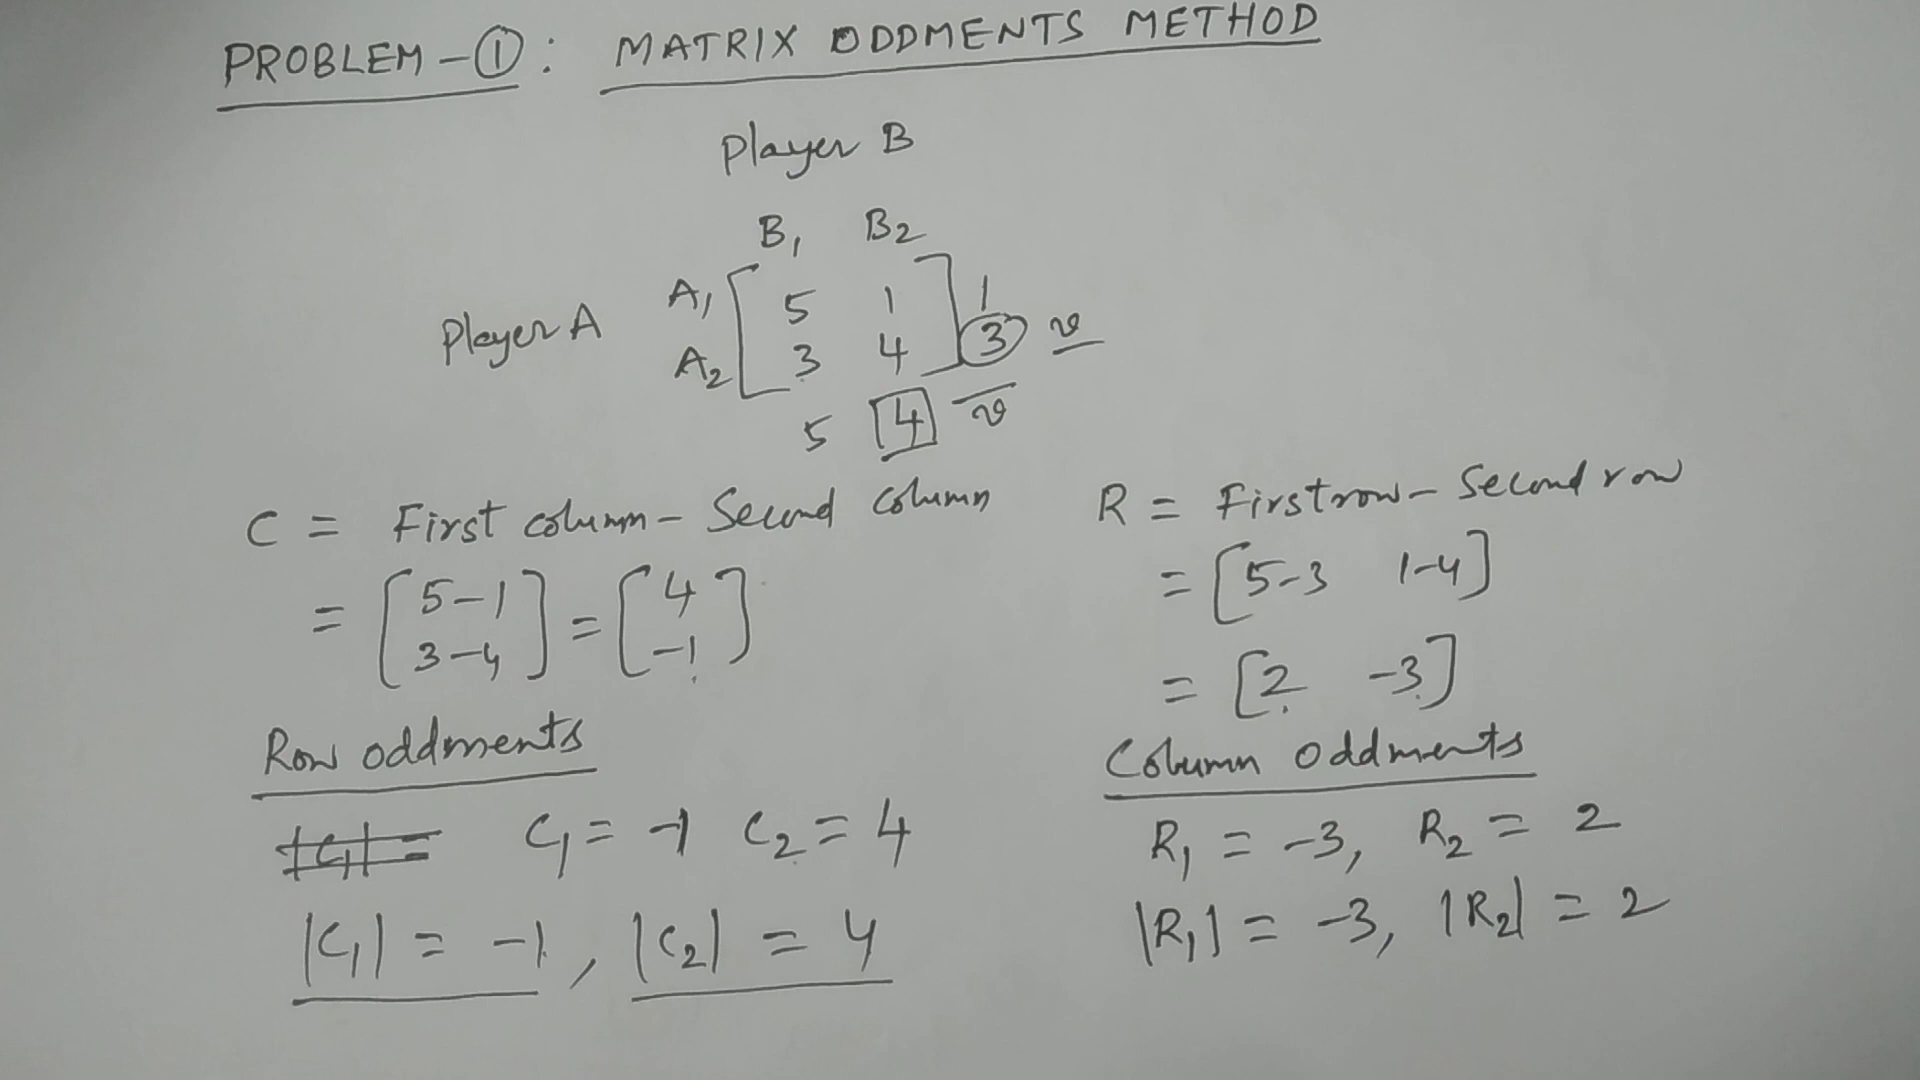 PROBLEM-①: MATRIX ODDMENTS METHOD
Player B
B1 B2
Player A
A1 [ 5 1 ] 1
A2 [ 3 4 ] 3 v
5 4 v
C = First column - Second column
= [ 5-1 ] = [ 4 ]
[ 3-4 ] [ -1 ]
Row oddments
C1 = -1 C2 = 4
|C1| = -1, |C2| = 4
R = First row - Second row
= [5-3 1-4]
= [2 -3]
Column oddments
R1 = -3, R2 = 2
|R1| = -3, |R2| = 2